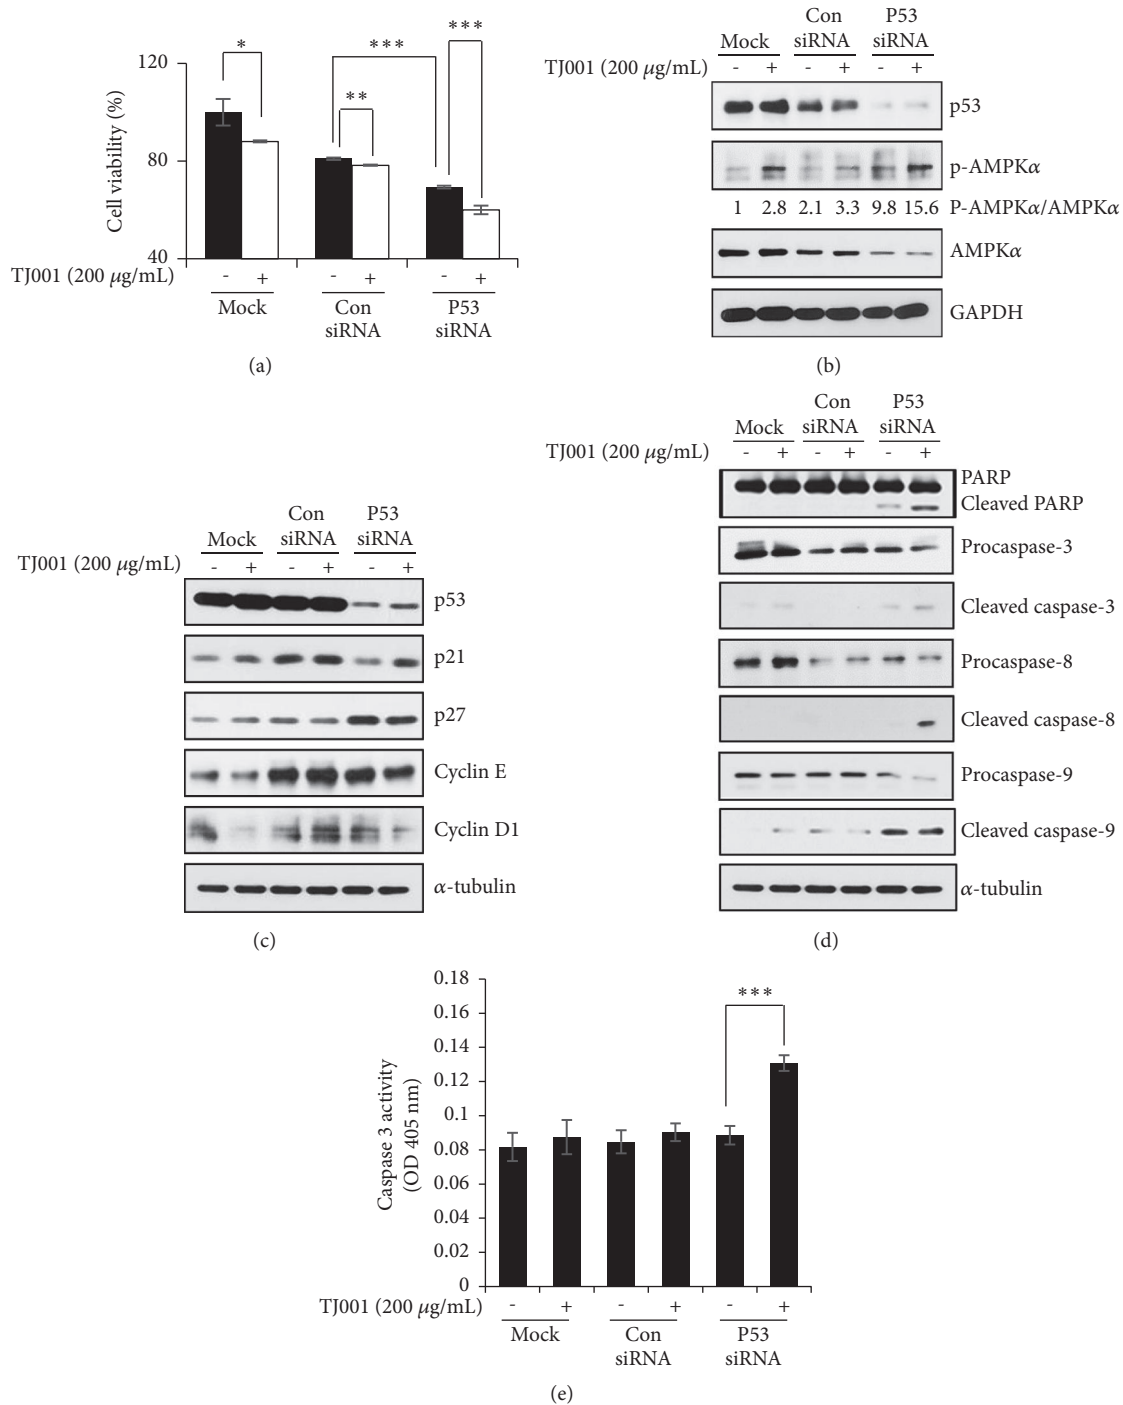 120
80
40
Cell viability (%)
*
***
**
***
TJ001 (200 μg/mL) - + - + - +
Mock Con siRNA P53 siRNA
(a)
Mock Con siRNA P53 siRNA
TJ001 (200 μg/mL) - + - + - +
p53
p-AMPKα
1 2.8 2.1 3.3 9.8 15.6 P-AMPKα/AMPKα
AMPKα
GAPDH
(b)
Mock Con siRNA P53 siRNA
TJ001 (200 μg/mL) - + - + - +
p53
p21
p27
Cyclin E
Cyclin D1
α-tubulin
(c)
Mock Con siRNA P53 siRNA
TJ001 (200 μg/mL) - + - + - +
PARP
Cleaved PARP
Procaspase-3
Cleaved caspase-3
Procaspase-8
Cleaved caspase-8
Procaspase-9
Cleaved caspase-9
α-tubulin
(d)
0.18
0.16
0.14
0.12
0.1
0.08
0.06
0.04
0.02
0
Caspase 3 activity
(OD 405 nm)
***
TJ001 (200 μg/mL) - + - + - +
Mock Con siRNA P53 siRNA
(e)